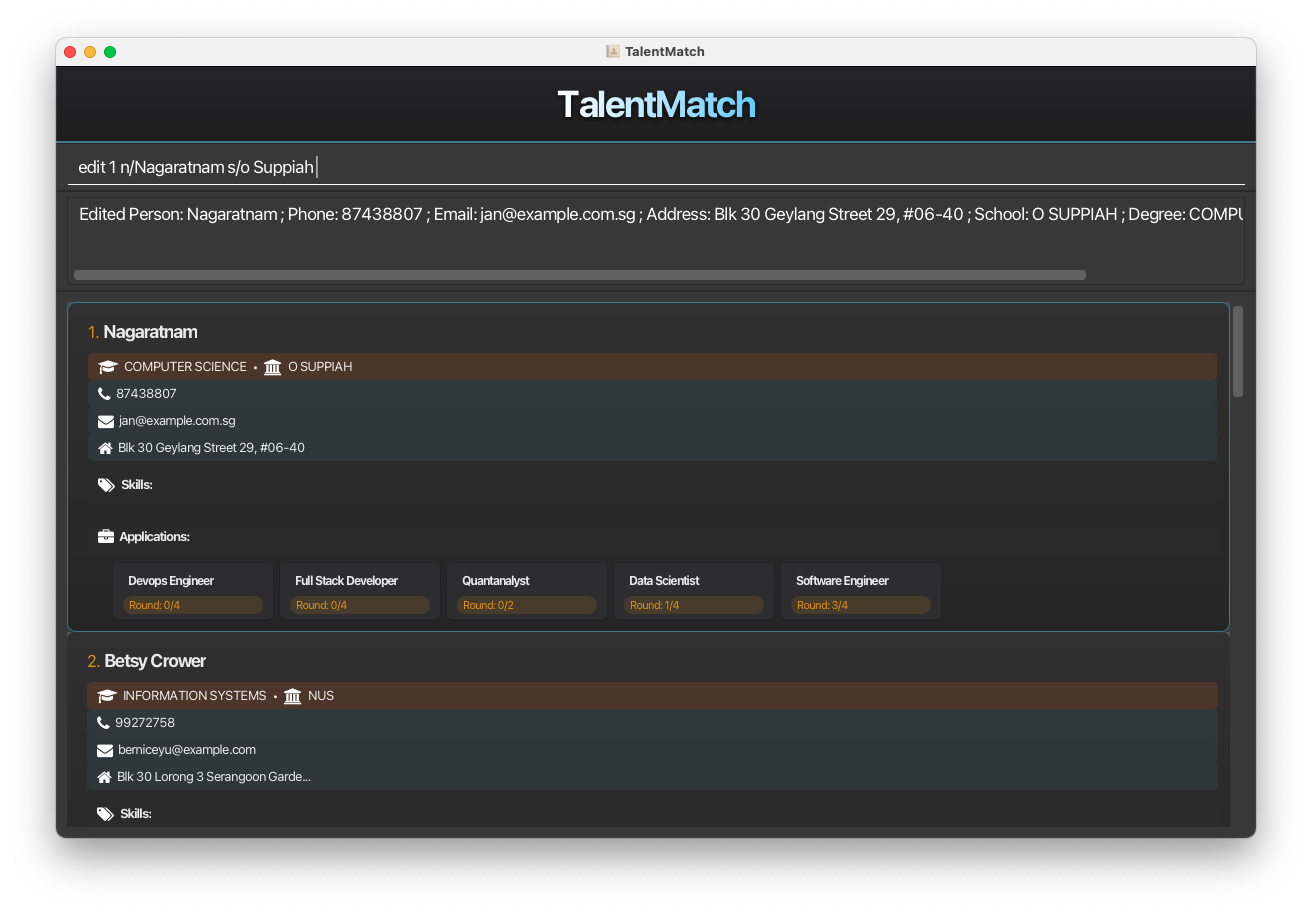 TalentMatch
TalentMatch
edit 1 n/Nagaratnam s/o Suppiah
Edited Person: Nagaratnam ; Phone: 87438807 ; Email: jan@example.com.sg ; Address: Blk 30 Geylang Street 29, #06-40 ; School: O SUPPIAH ; Degree: COMPU
1. Nagaratnam
COMPUTER SCIENCE • O SUPPIAH
87438807
jan@example.com.sg
Blk 30 Geylang Street 29, #06-40
Skills:
Applications:
Devops Engineer Full Stack Developer Quantanalyst Data Scientist Software Engineer
Round: 0/4 Round: 0/4 Round: 0/2 Round: 1/4 Round: 3/4
2. Betsy Crower
INFORMATION SYSTEMS • NUS
99272758
berniceyu@example.com
Blk 30 Lorong 3 Serangoon Garde...
Skills: